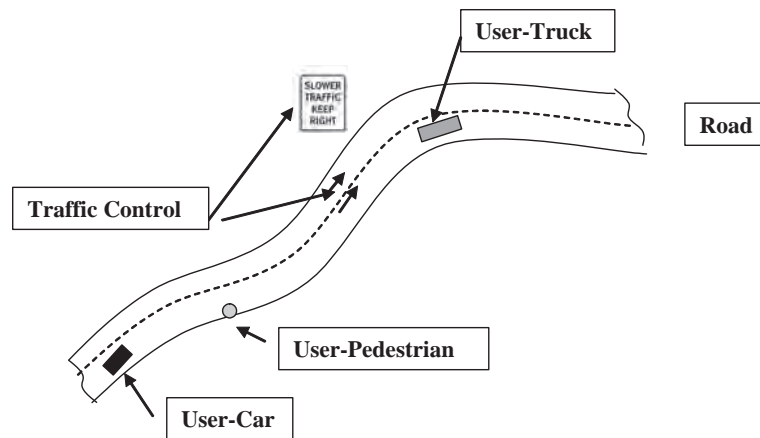 User-Truck
SLOWER
TRAFFIC
KEEP
RIGHT
Road
Traffic Control
User-Pedestrian
User-Car